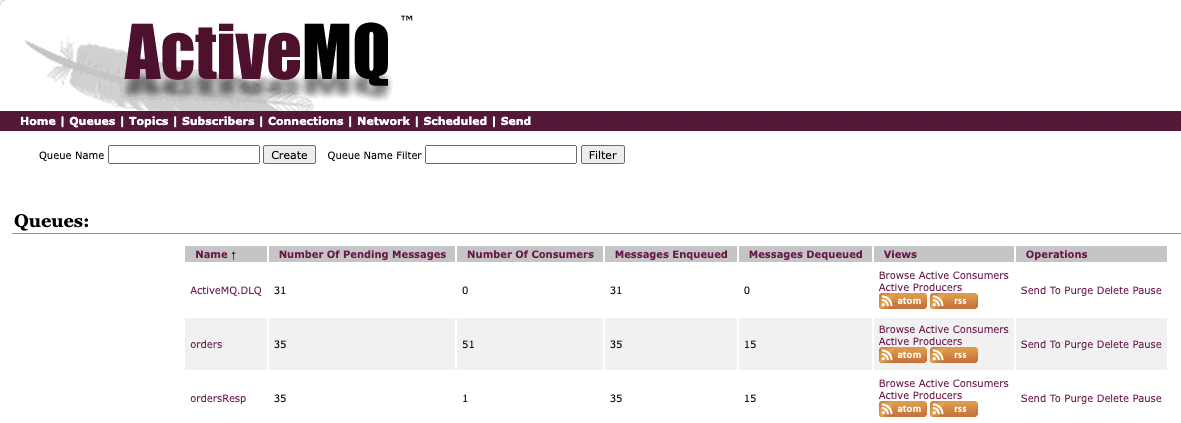 ActiveMQ™
Home | Queues | Topics | Subscribers | Connections | Network | Scheduled | Send
Queue Name Create Queue Name Filter Filter
Queues:
Name ↑ Number Of Pending Messages Number Of Consumers Messages Enqueued Messages Dequeued Views Operations
ActiveMQ.DLQ 31 0 31 0 Browse Active Consumers Active Producers atom rss Send To Purge Delete Pause
orders 35 51 35 15 Browse Active Consumers Active Producers atom rss Send To Purge Delete Pause
ordersResp 35 1 35 15 Browse Active Consumers Active Producers atom rss Send To Purge Delete Pause